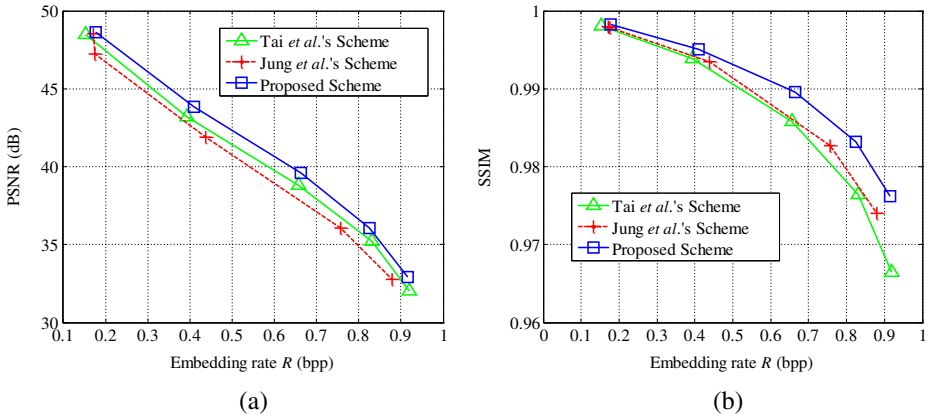 50
45
40
35
30
PSNR (dB)
0.1 0.2 0.3 0.4 0.5 0.6 0.7 0.8 0.9 1
Embedding rate R (bpp)
Tai et al.'s Scheme
Jung et al.'s Scheme
Proposed Scheme
(a)
1
0.99
0.98
0.97
0.96
SSIM
0 0.1 0.2 0.3 0.4 0.5 0.6 0.7 0.8 0.9 1
Embedding rate R (bpp)
Tai et al.'s Scheme
Jung et al.'s Scheme
Proposed Scheme
(b)